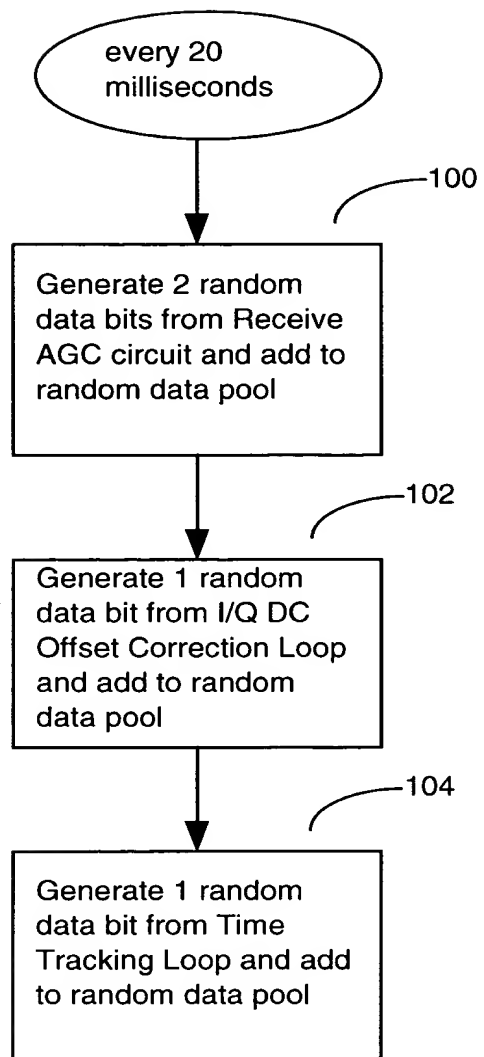 every 20
milliseconds
100
Generate 2 random
data bits from Receive
AGC circuit and add to
random data pool
102
Generate 1 random
data bit from I/Q DC
Offset Correction Loop
and add to random
data pool
104
Generate 1 random
data bit from Time
Tracking Loop and add
to random data pool